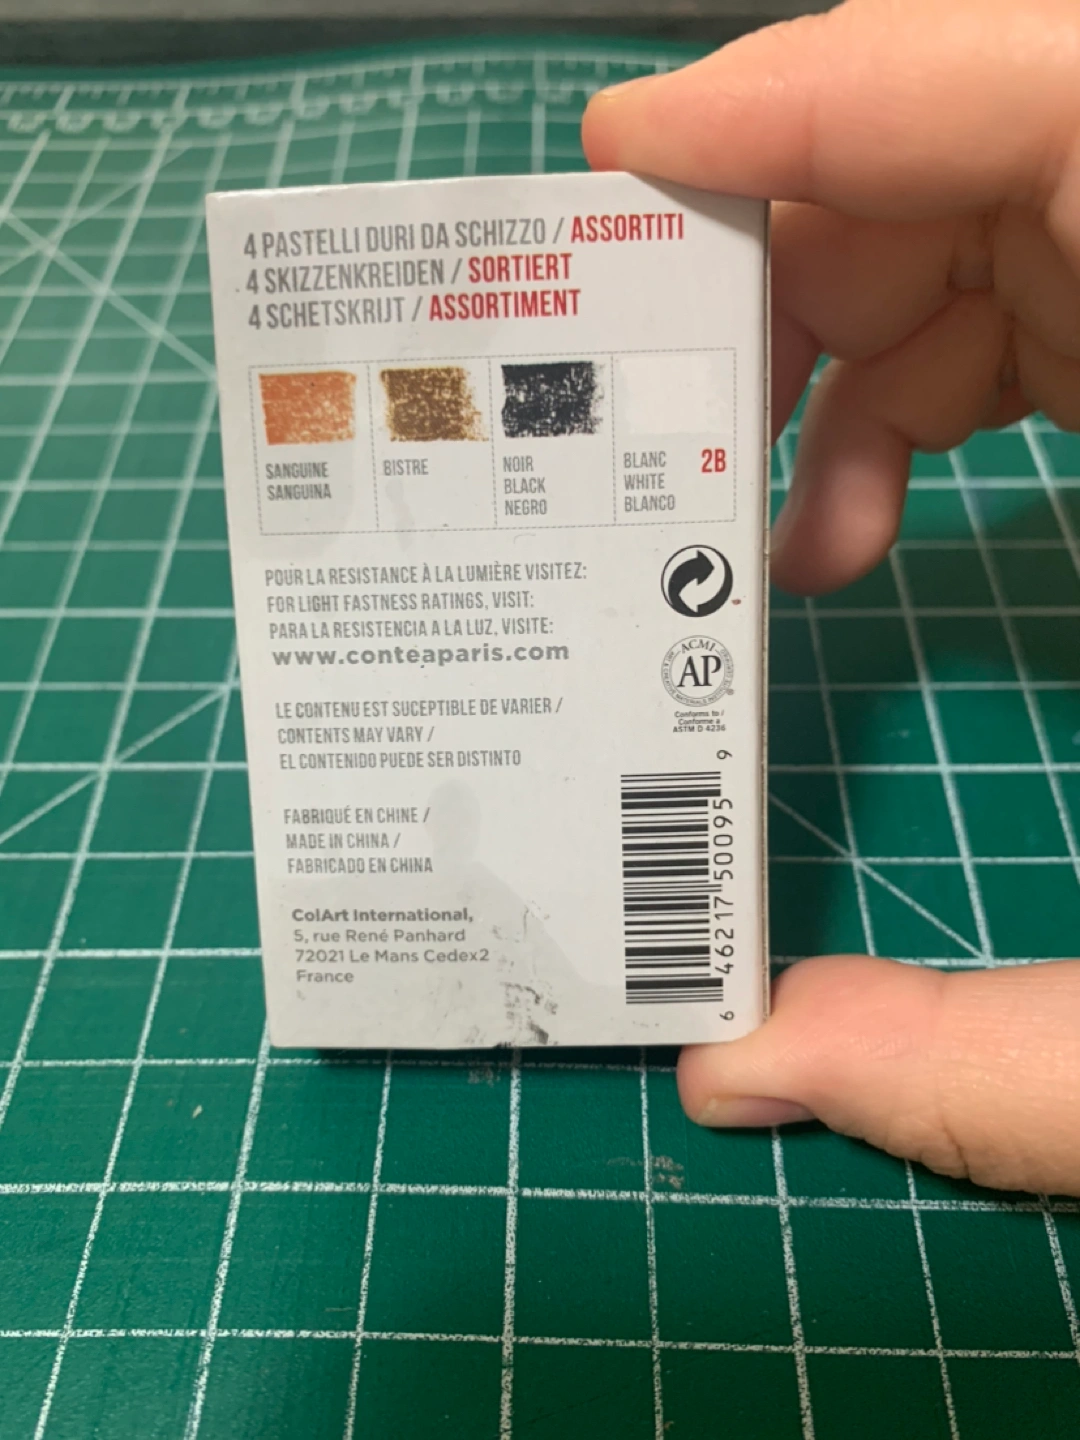 4 PASTELLI DURI DA SCHIZZO / ASSORTITI
4 SKIZZENKREIDEN / SORTIERT
4 SCHETSKRIJT / ASSORTIMENT
SANGUINE
SANGUINA
BISTRE
NOIR
BLACK
NEGRO
BLANC
WHITE
BLANCO
2B
POUR LA RESISTANCE À LA LUMIÈRE VISITEZ:
FOR LIGHT FASTNESS RATINGS, VISIT:
PARA LA RESISTENCIA A LA LUZ, VISITE:
www.conteaparis.com
ACMI
AP
Conforms to /
Conforme a
ASTM D 4236
LE CONTENU EST SUCEPTIBLE DE VARIER /
CONTENTS MAY VARY /
EL CONTENIDO PUEDE SER DISTINTO
FABRIQUÉ EN CHINE /
MADE IN CHINA /
FABRICADO EN CHINA
ColArt International,
5, rue René Panhard
72021 Le Mans Cedex2
France
6 46217 50095 9